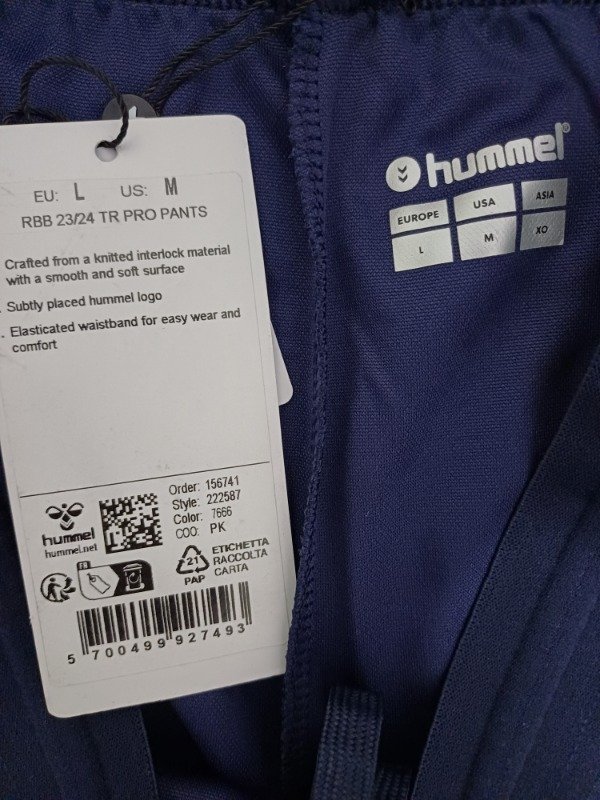 EU: L US: M
RBB 23/24 TR PRO PANTS
Crafted from a knitted interlock material
with a smooth and soft surface
. Subtly placed hummel logo
. Elasticated waistband for easy wear and
comfort
hummel
hummel.net
Order: 156741
Style: 222587
Color: 7666
COO: PK
FR
21
PAP
ETICHETTA
RACCOLTA
CARTA
5 700499 927493
hummel®
EUROPE USA ASIA
L M XO